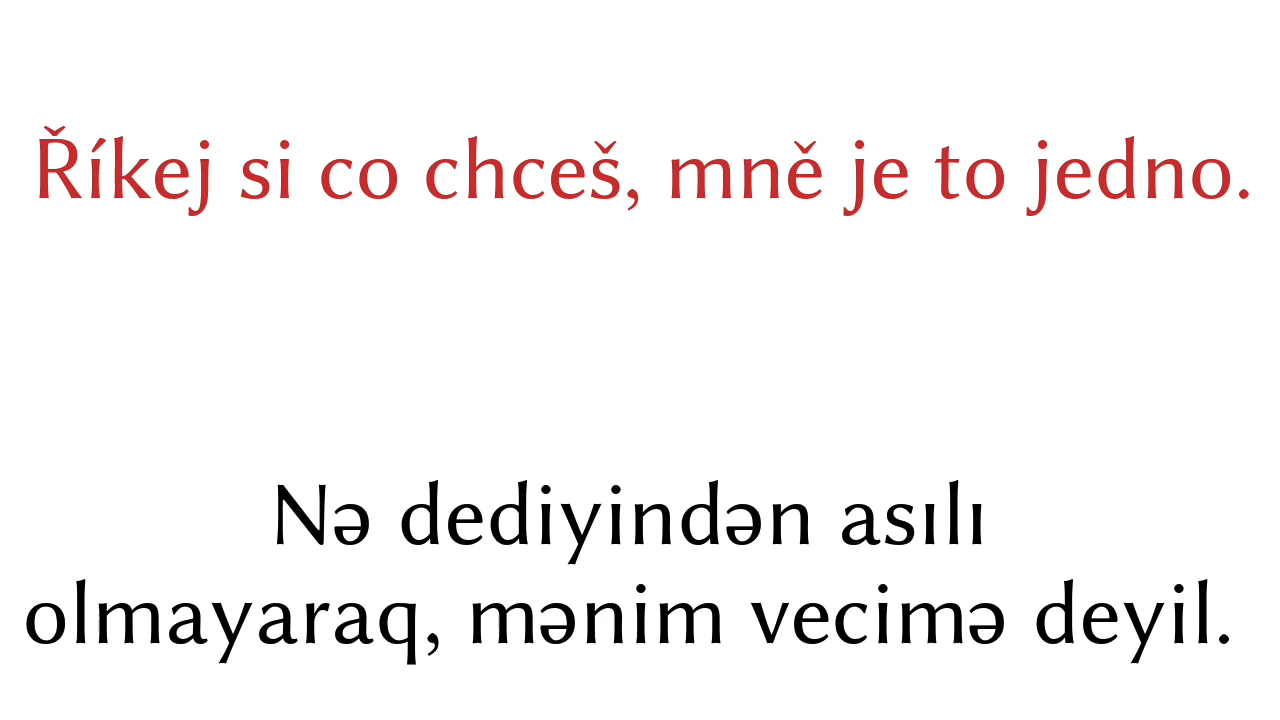 Říkej si co chceš, mně je to jedno.
Nə dediyindən asılı
olmayaraq, mənim vecimə deyil.